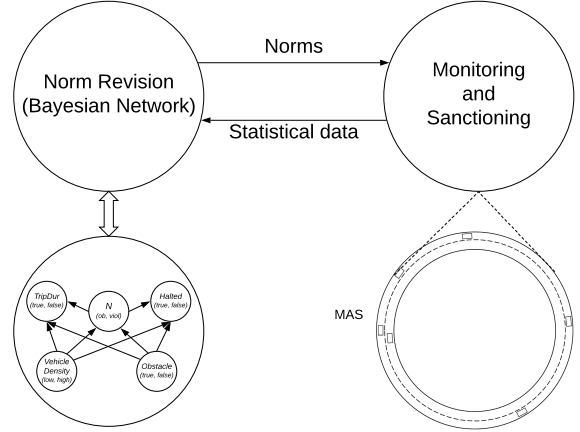 Norm Revision
(Bayesian Network)
Norms
Statistical data
Monitoring
and
Sanctioning
TripDur
(true, false)
N
(ob, viol)
Halted
(true, false)
Vehicle
Density
(low, high)
Obstacle
(true, false)
MAS